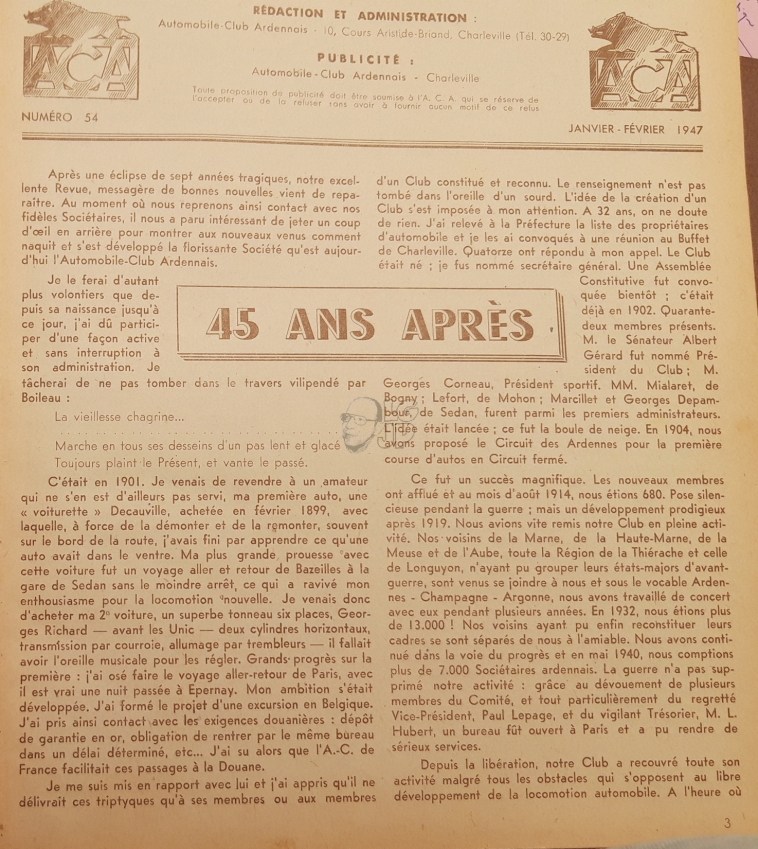 RÉDACTION ET ADMINISTRATION :
Automobile-Club Ardennais - 10, Cours Aristide-Briand, Charleville (Tél. 30-29)
PUBLICITÉ :
Automobile-Club Ardennais - Charleville
Toute proposition de publicité doit être soumise à l'A. C. A. qui se réserve de
l'accepter ou de la refuser sans avoir à fournir aucun motif de ce refus
ACA
ACA
NUMÉRO 54
JANVIER-FÉVRIER 1947
45 ANS APRÈS
Après une éclipse de sept années tragiques, notre excel-
lente Revue, messagère de bonnes nouvelles vient de repa-
raître. Au moment où nous reprenons ainsi contact avec nos
fidèles Sociétaires, il nous a paru intéressant de jeter un coup
d'œil en arrière pour montrer aux nouveaux venus comment
naquit et s'est développé la florissante Société qu'est aujour-
d'hui l'Automobile-Club Ardennais.
Je le ferai d'autant
plus volontiers que de-
puis sa naissance jusqu'à
ce jour, j'ai dû partici-
per d'une façon active
et sans interruption à
son administration. Je
tâcherai de ne pas tomber dans le travers vilipendé par
Boileau :
La vieillesse chagrine...
Marche en tous ses desseins d'un pas lent et glacé
Toujours plaint le Présent, et vante le passé.
C'était en 1901. Je venais de revendre à un amateur
qui ne s'en est d'ailleurs pas servi, ma première auto, une
« voiturette » Decauville, achetée en février 1899, avec
laquelle, à force de la démonter et de la remonter, souvent
sur le bord de la route, j'avais fini par apprendre ce qu'une
auto avait dans le ventre. Ma plus grande prouesse avec
cette voiture fut un voyage aller et retour de Bazeilles à la
gare de Sedan sans le moindre arrêt, ce qui a ravivé mon
enthousiasme pour la locomotion nouvelle. Je venais donc
d'acheter ma 2e voiture, un superbe tonneau six places, Geor-
ges Richard — avant les Unic — deux cylindres horizontaux,
transmission par courroie, allumage par trembleurs — il fallait
avoir l'oreille musicale pour les régler. Grands progrès sur la
première : j'ai osé faire le voyage aller-retour de Paris, avec
il est vrai une nuit passée à Epernay. Mon ambition s'était
développée. J'ai formé le projet d'une excursion en Belgique.
J'ai pris ainsi contact avec les exigences douanières : dépôt
de garantie en or, obligation de rentrer par le même bureau
dans un délai déterminé, etc... J'ai su alors que l'A.-C. de
France facilitait ces passages à la Douane.
Je me suis mis en rapport avec lui et j'ai appris qu'il ne
délivrait ces triptyques qu'à ses membres ou aux membres
d'un Club constitué et reconnu. Le renseignement n'est pas
tombé dans l'oreille d'un sourd. L'idée de la création d'un
Club s'est imposée à mon attention. A 32 ans, on ne doute
de rien. J'ai relevé à la Préfecture la liste des propriétaires
d'automobile et je les ai convoqués à une réunion au Buffet
de Charleville. Quatorze ont répondu à mon appel. Le Club
était né ; je fus nommé secrétaire général. Une Assemblée
Constitutive fut convo-
quée bientôt ; c'était
déjà en 1902. Quarante-
deux membres présents.
M. le Sénateur Albert
Gérard fut nommé Pré-
sident du Club ; M.
Georges Corneau, Président sportif. MM. Mialaret, de
Bogny ; Lefort, de Mohon ; Marcillet et Georges Depam-
bour, de Sedan, furent parmi les premiers administrateurs.
L'idée était lancée ; ce fut la boule de neige. En 1904, nous
avons proposé le Circuit des Ardennes pour la première
course d'autos en Circuit fermé.
Ce fut un succès magnifique. Les nouveaux membres
ont afflué et au mois d'août 1914, nous étions 680. Pose silen-
cieuse pendant la guerre ; mais un développement prodigieux
après 1919. Nous avions vite remis notre Club en pleine acti-
vité. Nos voisins de la Marne, de la Haute-Marne, de la
Meuse et de l'Aube, toute la Région de la Thiérache et celle
de Longuyon, n'ayant pu grouper leurs états-majors d'avant-
guerre, sont venus se joindre à nous et sous le vocable Arden-
nes - Champagne - Argonne, nous avons travaillé de concert
avec eux pendant plusieurs années. En 1932, nous étions plus
de 13.000 ! Nos voisins ayant pu enfin reconstituer leurs
cadres se sont séparés de nous à l'amiable. Nous avons conti-
nué dans la voie du progrès et en mai 1940, nous comptions
plus de 7.000 Sociétaires ardennais. La guerre n'a pas sup-
primé notre activité : grâce au dévouement de plusieurs
membres du Comité, et tout particulièrement du regretté
Vice-Président, Paul Lepage, et du vigilant Trésorier, M. L.
Hubert, un bureau fût ouvert à Paris et a pu rendre de
sérieux services.
Depuis la libération, notre Club a recouvré toute son
activité malgré tous les obstacles qui s'opposent au libre
développement de la locomotion automobile. A l'heure où
3